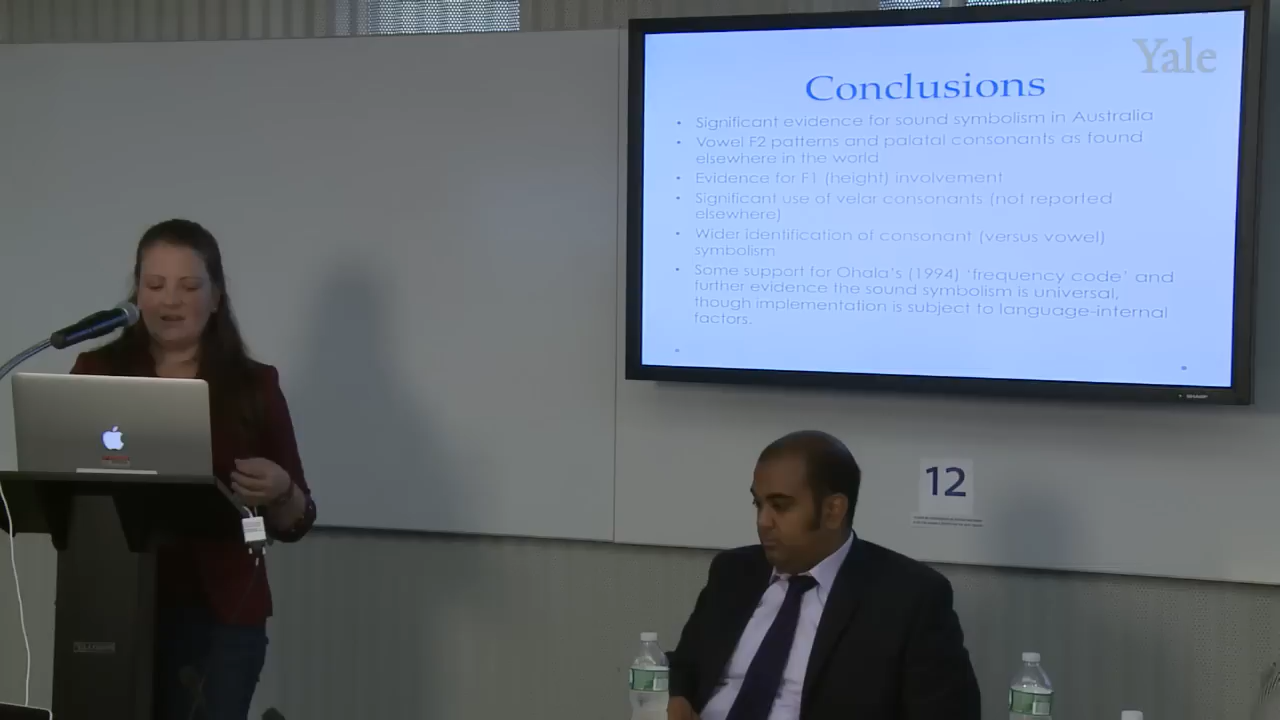 Yale
Conclusions
• Significant evidence for sound symbolism in Australia
• Vowel F2 patterns and palatal consonants as found
elsewhere in the world
• Evidence for F1 (height) involvement
• Significant use of velar consonants (not reported
elsewhere)
• Wider identification of consonant (versus vowel)
symbolism
• Some support for Ohala's (1994) 'frequency code' and
further evidence the sound symbolism is universal,
though implementation is subject to language-internal
factors.
SHARP
12